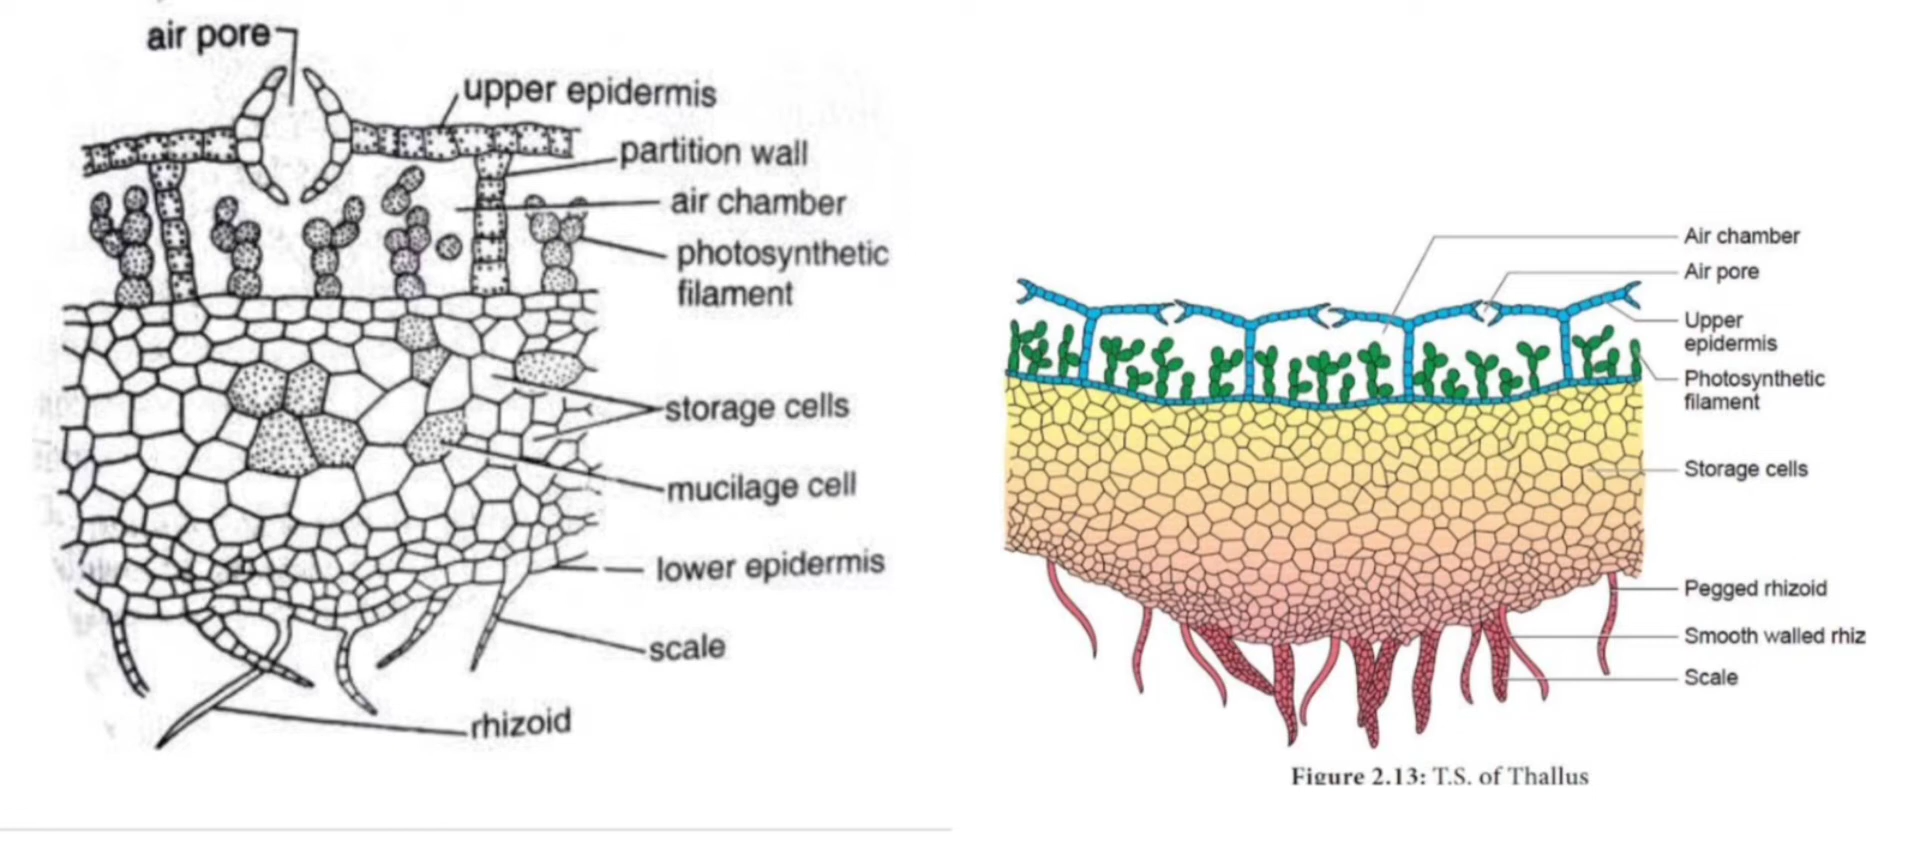 air pore
upper epidermis
partition wall
air chamber
photosynthetic
filament
storage cells
mucilage cell
lower epidermis
scale
rhizoid
Air chamber
Air pore
Upper
epidermis
Photosynthetic
filament
Storage cells
Pegged rhizoid
Smooth walled rhiz
Scale
Figure 2.13: T.S. of Thallus